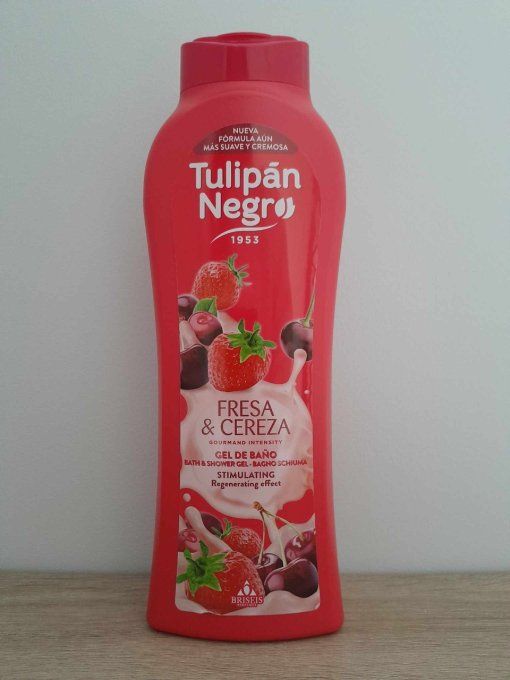 NUEVA
FÓRMULA AÚN
MÁS SUAVE Y CREMOSA
Tulipán
Negro
1953
FRESA
& CEREZA
GOURMAND INTENSITY
GEL DE BAÑO
BATH & SHOWER GEL - BAGNO SCHIUMA
STIMULATING
Regenerating effect
BRISEIS